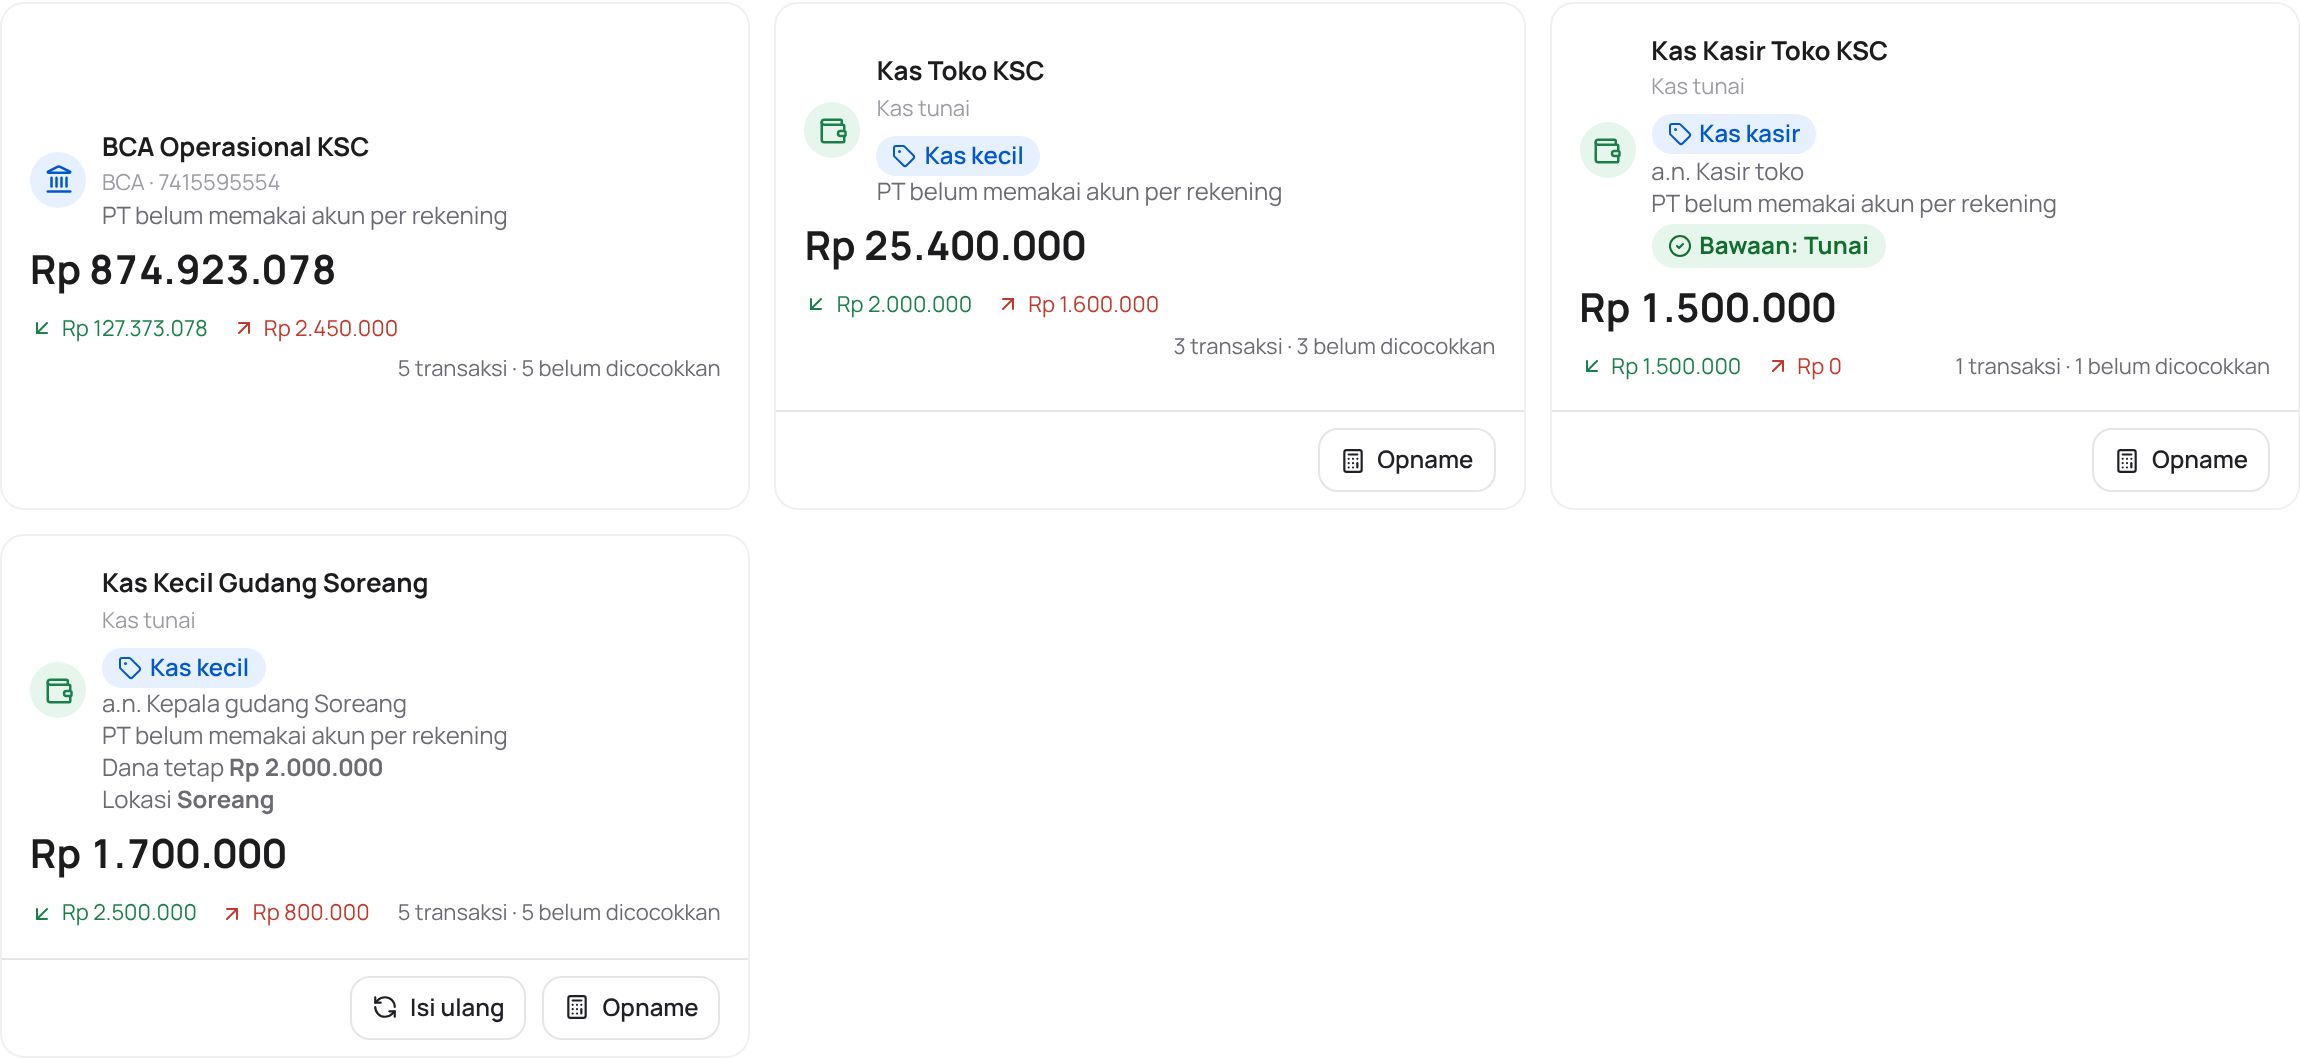 BCA Operasional KSC
BCA · 7415595554
PT belum memakai akun per rekening
Rp 874.923.078
Rp 127.373.078 Rp 2.450.000
5 transaksi · 5 belum dicocokkan
Kas Toko KSC
Kas tunai
Kas kecil
PT belum memakai akun per rekening
Rp 25.400.000
Rp 2.000.000 Rp 1.600.000
3 transaksi · 3 belum dicocokkan
Opname
Kas Kasir Toko KSC
Kas tunai
Kas kasir
a.n. Kasir toko
PT belum memakai akun per rekening
Bawaan: Tunai
Rp 1.500.000
Rp 1.500.000 Rp 0 1 transaksi · 1 belum dicocokkan
Opname
Kas Kecil Gudang Soreang
Kas tunai
Kas kecil
a.n. Kepala gudang Soreang
PT belum memakai akun per rekening
Dana tetap Rp 2.000.000
Lokasi Soreang
Rp 1.700.000
Rp 2.500.000 Rp 800.000 5 transaksi · 5 belum dicocokkan
Isi ulang Opname